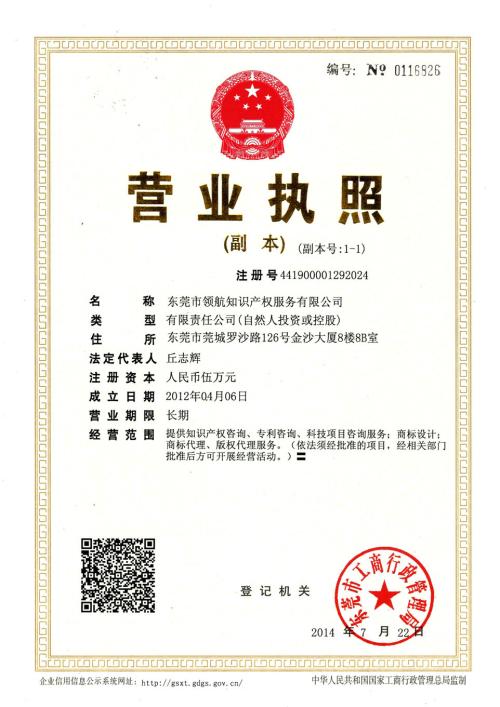 编号: № 0116826
营业执照
(副 本) (副本号:1-1)
注 册 号 441900001292024
名 称 东莞市领航知识产权服务有限公司
类 型 有限责任公司(自然人投资或控股)
住 所 东莞市莞城罗沙路126号金沙大厦8楼8B室
法定代表人 丘志辉
注 册 资 本 人民币伍万元
成 立 日 期 2012年04月06日
营 业 期 限 长期
经 营 范 围 提供知识产权咨询、专利咨询、科技项目咨询服务；商标设计；
商标代理、版权代理服务。（依法须经批准的项目，经相关部门
批准后方可开展经营活动。）〓
东莞市工商行政管理局
登 记 机 关
2014 年 7 月 22 日
企业信用信息公示系统网址: http://gsxt.gdgs.gov.cn/
中华人民共和国国家工商行政管理总局监制